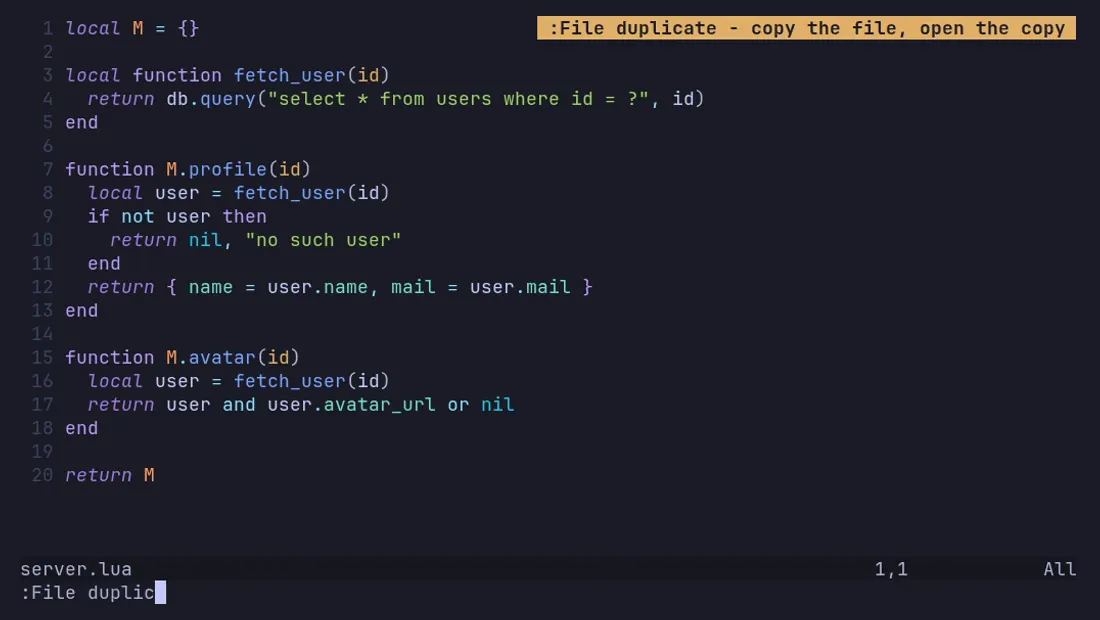 1 local M = {}
:File duplicate - copy the file, open the copy
2
3 local function fetch_user(id)
4   return db.query("select * from users where id = ?", id)
5 end
6
7 function M.profile(id)
8   local user = fetch_user(id)
9   if not user then
10     return nil, "no such user"
11   end
12   return { name = user.name, mail = user.mail }
13 end
14
15 function M.avatar(id)
16   local user = fetch_user(id)
17   return user and user.avatar_url or nil
18 end
19
20 return M
server.lua 1,1 All
:File duplic